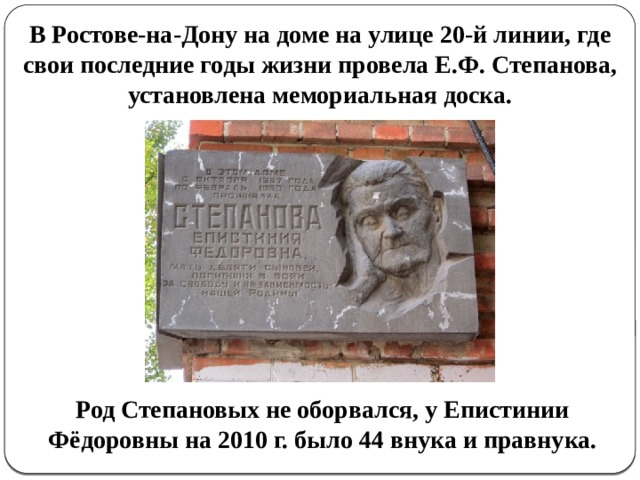 В Ростове-на-Дону на доме на улице 20-й линии, где
свои последние годы жизни провела Е.Ф. Степанова,
установлена мемориальная доска.
В ЭТОМ ДОМЕ
С ОКТЯБРЯ 1957 ГОДА
ПО ФЕВРАЛЬ 1969 ГОДА
ПРОЖИВАЛА
СТЕПАНОВА
ЕПИСТИНИЯ
ФЕДОРОВНА,
МАТЬ ДЕВЯТИ СЫНОВЕЙ,
ПОГИБШИХ В БОЯХ
ЗА СВОБОДУ И НЕЗАВИСИМОСТЬ
НАШЕЙ РОДИНЫ
Род Степановых не оборвался, у Епистинии
Фёдоровны на 2010 г. было 44 внука и правнука.